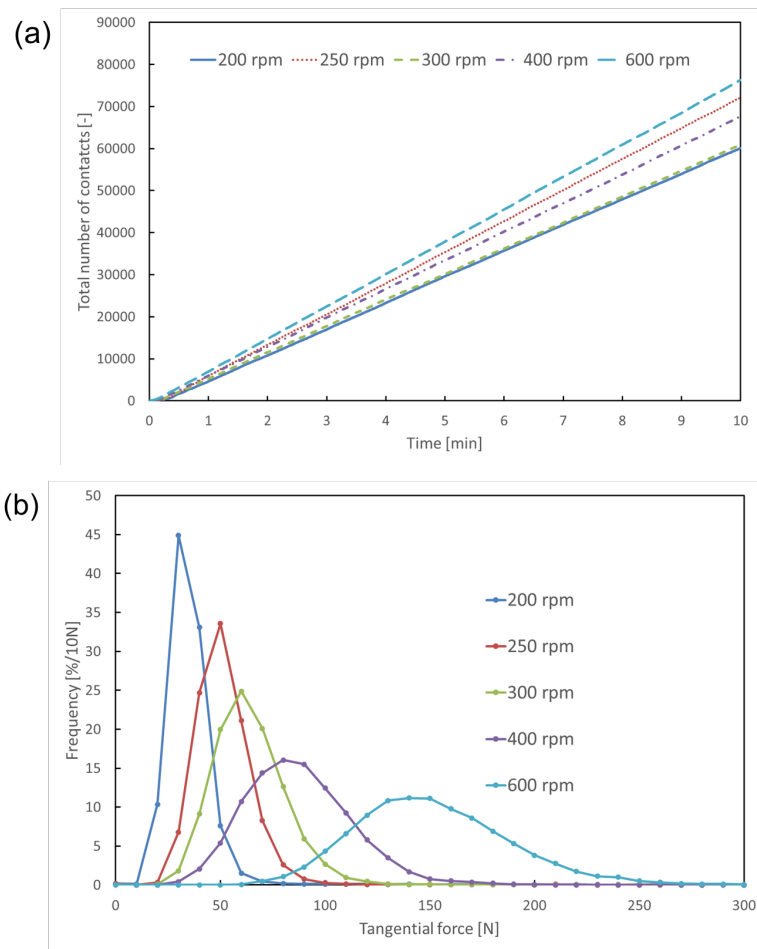 (a)
90000
80000
70000
60000
50000
40000
30000
20000
10000
0
Total number of contatcts [-]
200 rpm 250 rpm 300 rpm 400 rpm 600 rpm
0 1 2 3 4 5 6 7 8 9 10
Time [min]
(b)
50
45
40
35
30
25
20
15
10
5
0
Frequency [%/10N]
200 rpm
250 rpm
300 rpm
400 rpm
600 rpm
0 50 100 150 200 250 300
Tangential force [N]